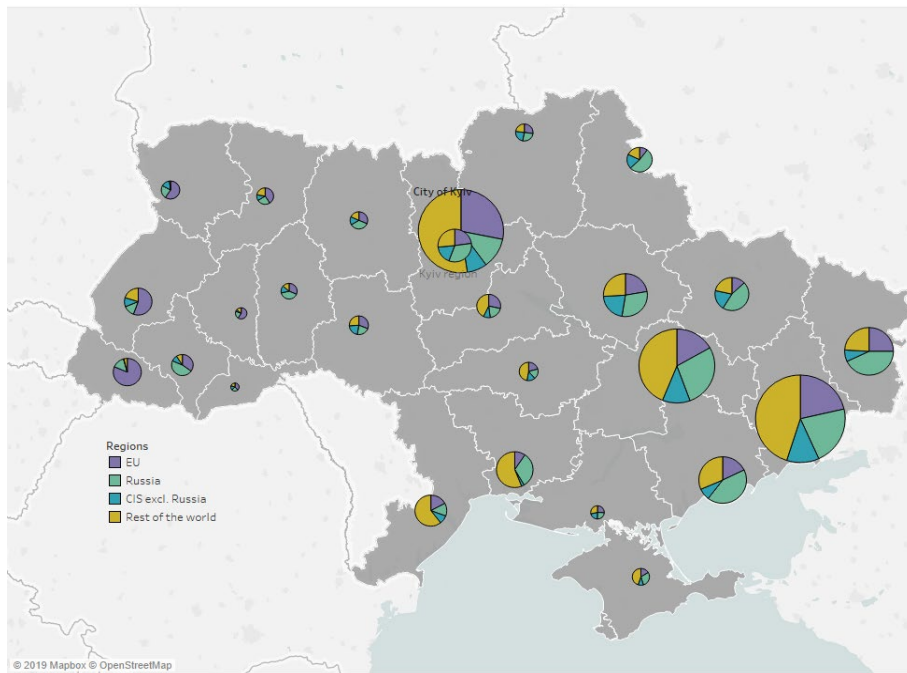 City of Kyiv
Kyiv region
Regions
EU
Russia
CIS excl. Russia
Rest of the world
© 2019 Mapbox © OpenStreetMap